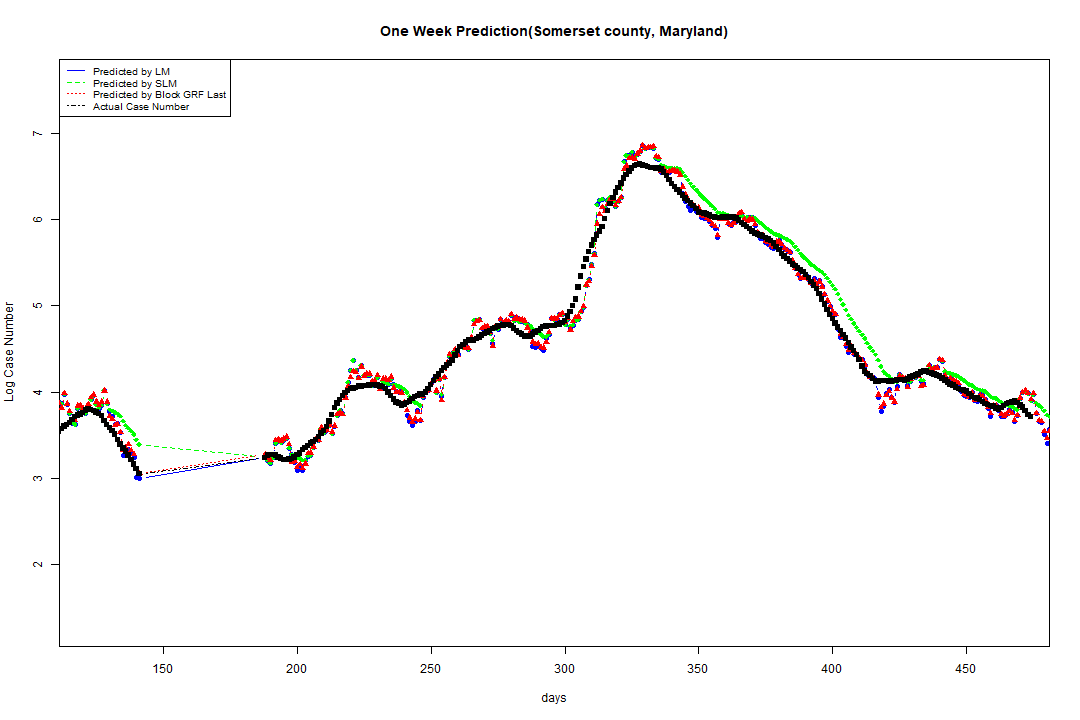 One Week Prediction(Somerset county, Maryland)
Predicted by LM
Predicted by SLM
Predicted by Block GRF Last
Actual Case Number
7
6
5
4
3
2
Log Case Number
150 200 250 300 350 400 450
days